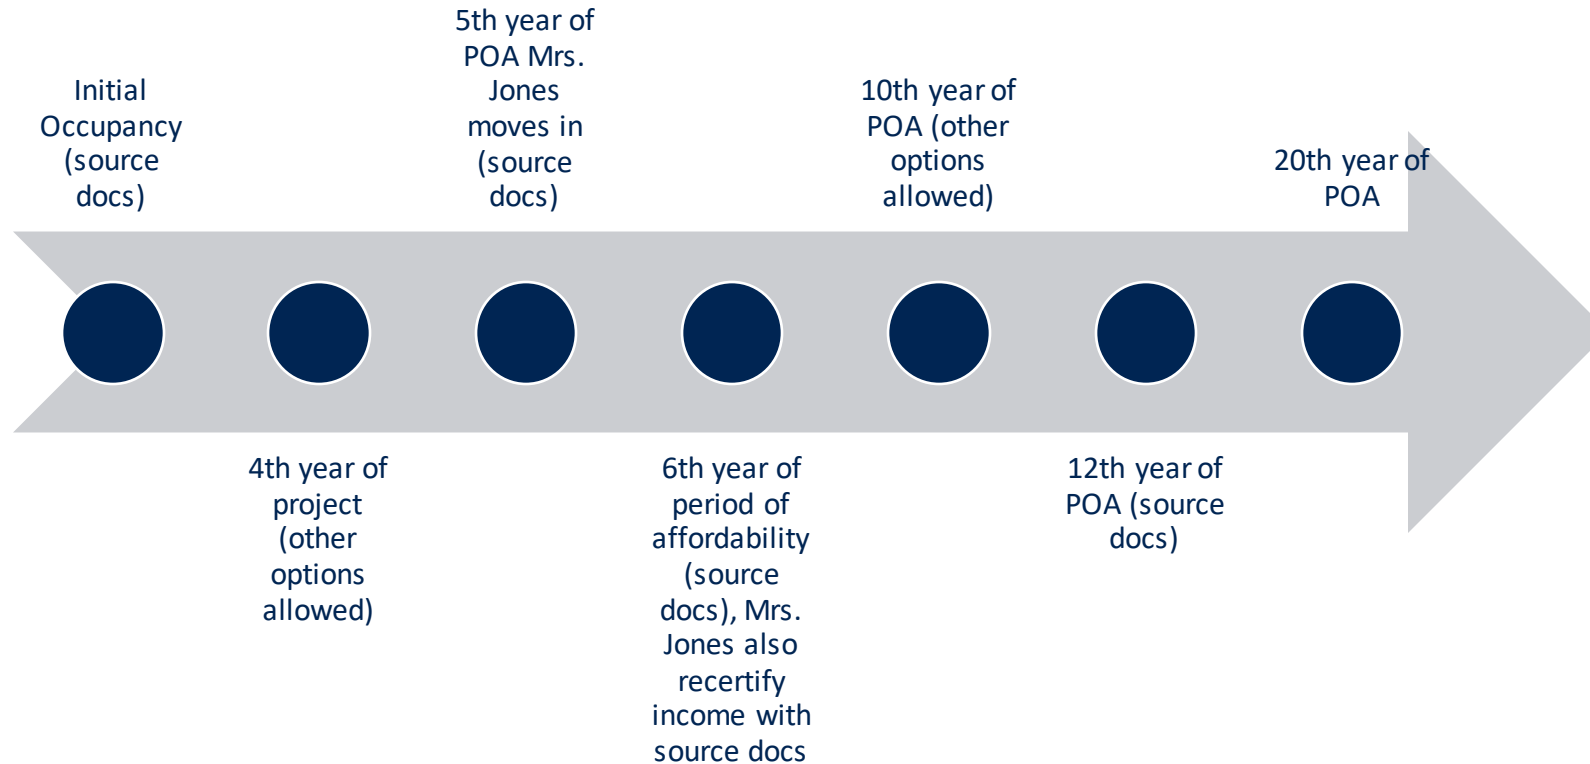 Initial
Occupancy
(source
docs)
4th year of
project
(other
options
allowed)
5th year of
POA Mrs.
Jones
moves in
(source
docs)
6th year of
period of
affordability
(source
docs), Mrs.
Jones also
recertify
income with
source docs
10th year of
POA (other
options
allowed)
12th year of
POA (source
docs)
20th year of
POA